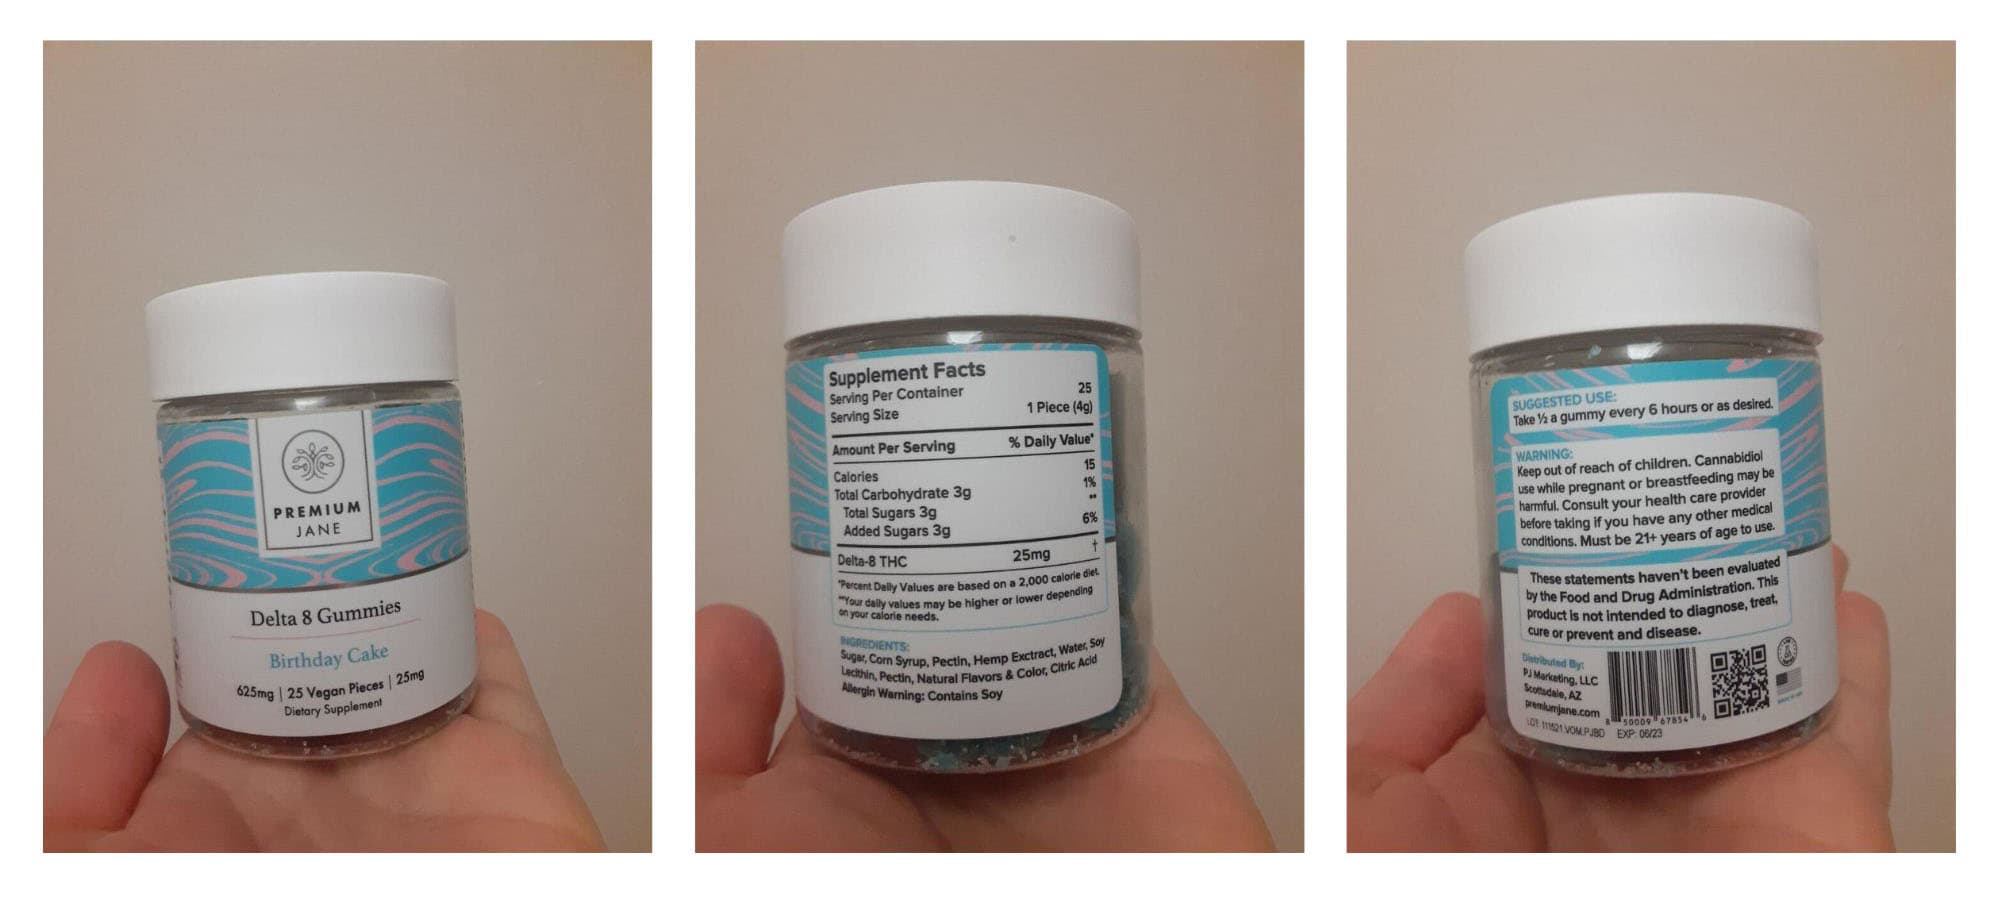 PREMIUM
JANE
Delta 8 Gummies
Birthday Cake
625mg | 25 Vegan Pieces | 25mg
Dietary Supplement
Supplement Facts
Serving Per Container 25
Serving Size 1 Piece (4g)
Amount Per Serving % Daily Value*
Calories 15
Total Carbohydrate 3g 1%
Total Sugars 3g **
Added Sugars 3g 6%
Delta-8 THC 25mg †
*Percent Daily Values are based on a 2,000 calorie diet.
**Your daily values may be higher or lower depending
on your calorie needs.
INGREDIENTS:
Sugar, Corn Syrup, Pectin, Hemp Exctract, Water, Soy
Lecithin, Pectin, Natural Flavors & Color, Citric Acid
Allergin Warning: Contains Soy
SUGGESTED USE:
Take ½ a gummy every 6 hours or as desired.
WARNING:
Keep out of reach of children. Cannabidiol
use while pregnant or breastfeeding may be
harmful. Consult your health care provider
before taking if you have any other medical
conditions. Must be 21+ years of age to use.
These statements haven't been evaluated
by the Food and Drug Administration. This
product is not intended to diagnose, treat,
cure or prevent and disease.
Distributed By:
PJ Marketing, LLC
Scottsdale, AZ
premiumjane.com
8 50009 67854 6
LOT: 111521.VOM.PJBD EXP: 06/23